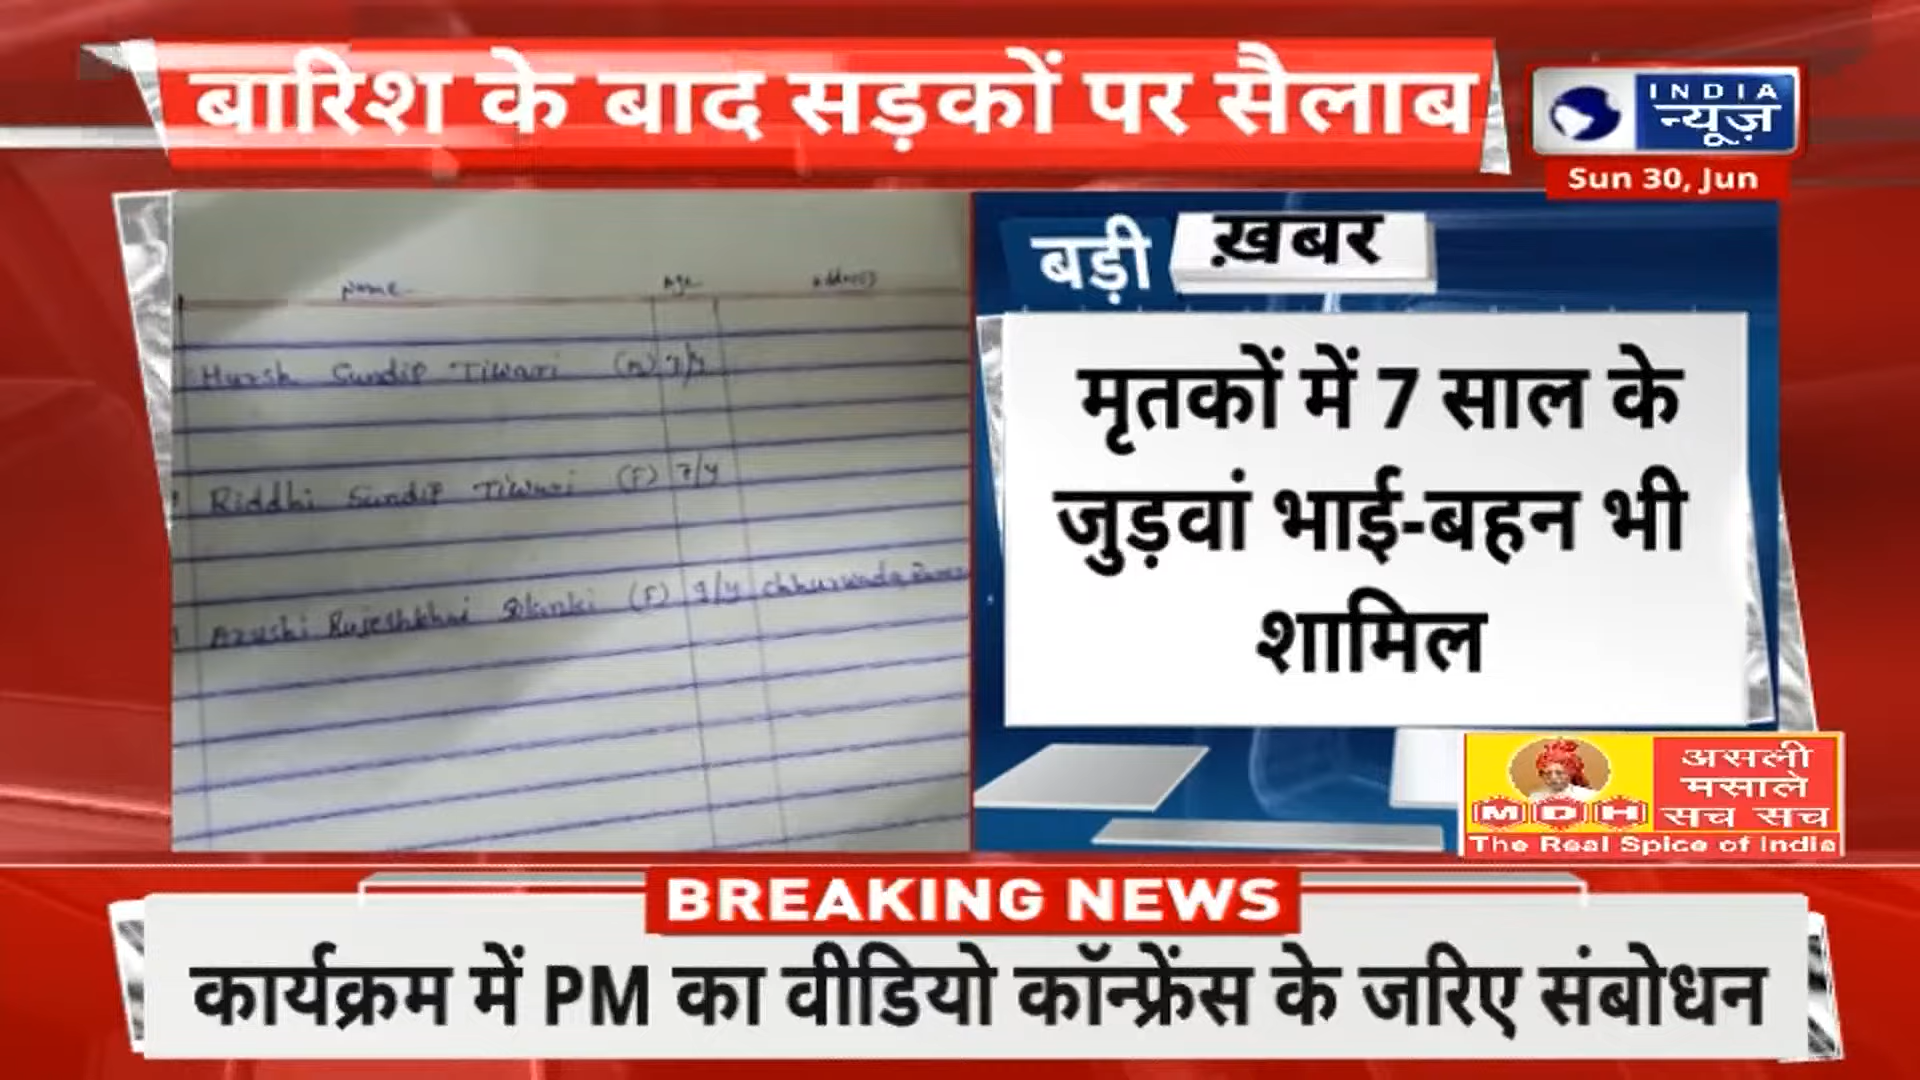 बारिश के बाद सड़कों पर सैलाब
INDIA
न्यूज़
Sun 30, Jun
बड़ी ख़बर
Name Age Address
Harsh Sundip Tiwari (M) 7/y
Riddhi Sundip Tiwari (F) 7/y
Arushi Rajeshbhai Solanki (F) 9/y
मृतकों में 7 साल के
जुड़वां भाई-बहन भी
शामिल
असली
मसाले
MDH सच सच
The Real Spice of India
BREAKING NEWS
कार्यक्रम में PM का वीडियो कॉन्फ्रेंस के जरिए संबोधन